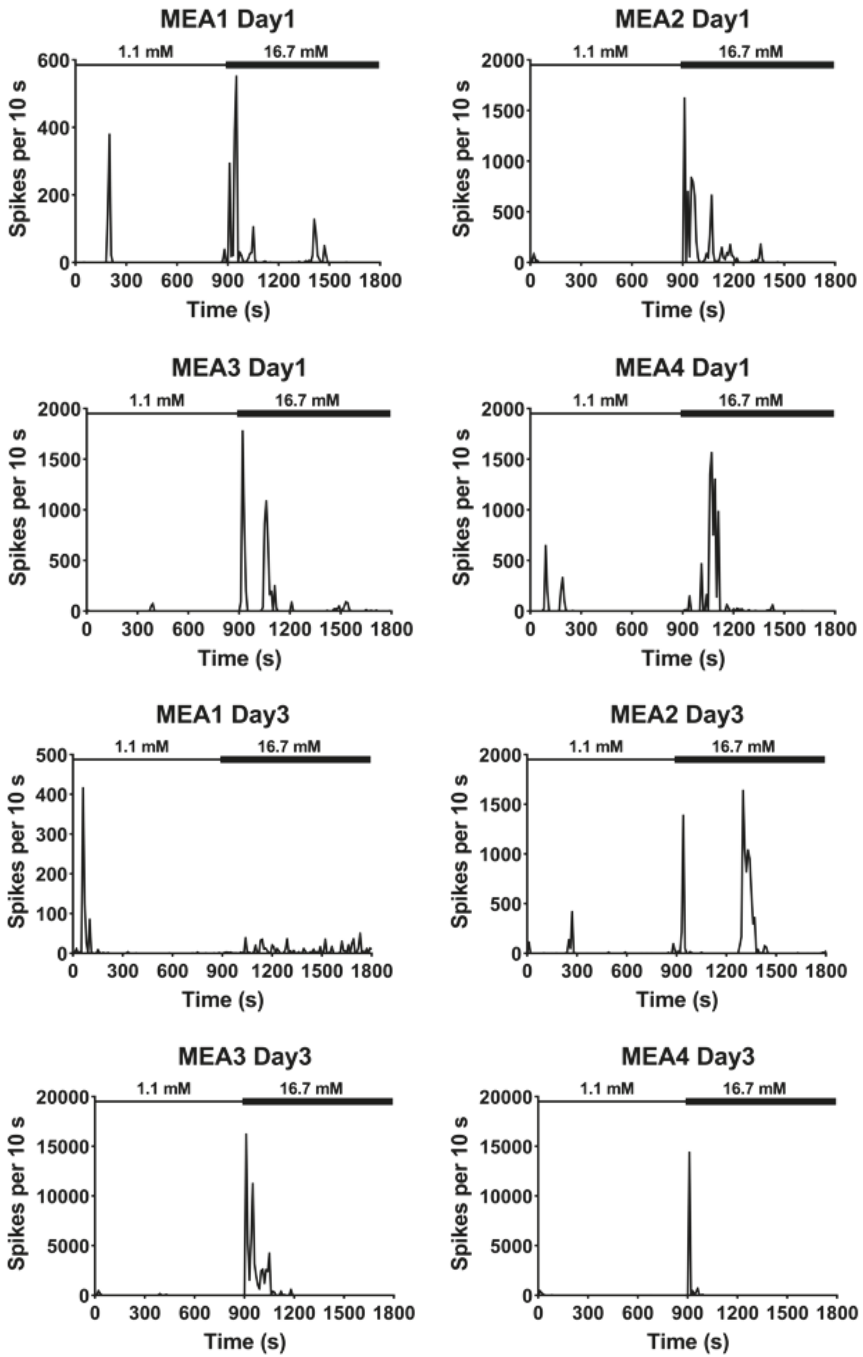 MEA1 Day1
1.1 mM 16.7 mM
600
400
200
0
Spikes per 10 s
0 300 600 900 1200 1500 1800
Time (s)
MEA2 Day1
1.1 mM 16.7 mM
2000
1500
1000
500
0
Spikes per 10 s
0 300 600 900 1200 1500 1800
Time (s)
MEA3 Day1
1.1 mM 16.7 mM
2000
1500
1000
500
0
Spikes per 10 s
0 300 600 900 1200 1500 1800
Time (s)
MEA4 Day1
1.1 mM 16.7 mM
2000
1500
1000
500
0
Spikes per 10 s
0 300 600 900 1200 1500 1800
Time (s)
MEA1 Day3
1.1 mM 16.7 mM
500
400
300
200
100
0
Spikes per 10 s
0 300 600 900 1200 1500 1800
Time (s)
MEA2 Day3
1.1 mM 16.7 mM
2000
1500
1000
500
0
Spikes per 10 s
0 300 600 900 1200 1500 1800
Time (s)
MEA3 Day3
1.1 mM 16.7 mM
20000
15000
10000
5000
0
Spikes per 10 s
0 300 600 900 1200 1500 1800
Time (s)
MEA4 Day3
1.1 mM 16.7 mM
20000
15000
10000
5000
0
Spikes per 10 s
0 300 600 900 1200 1500 1800
Time (s)